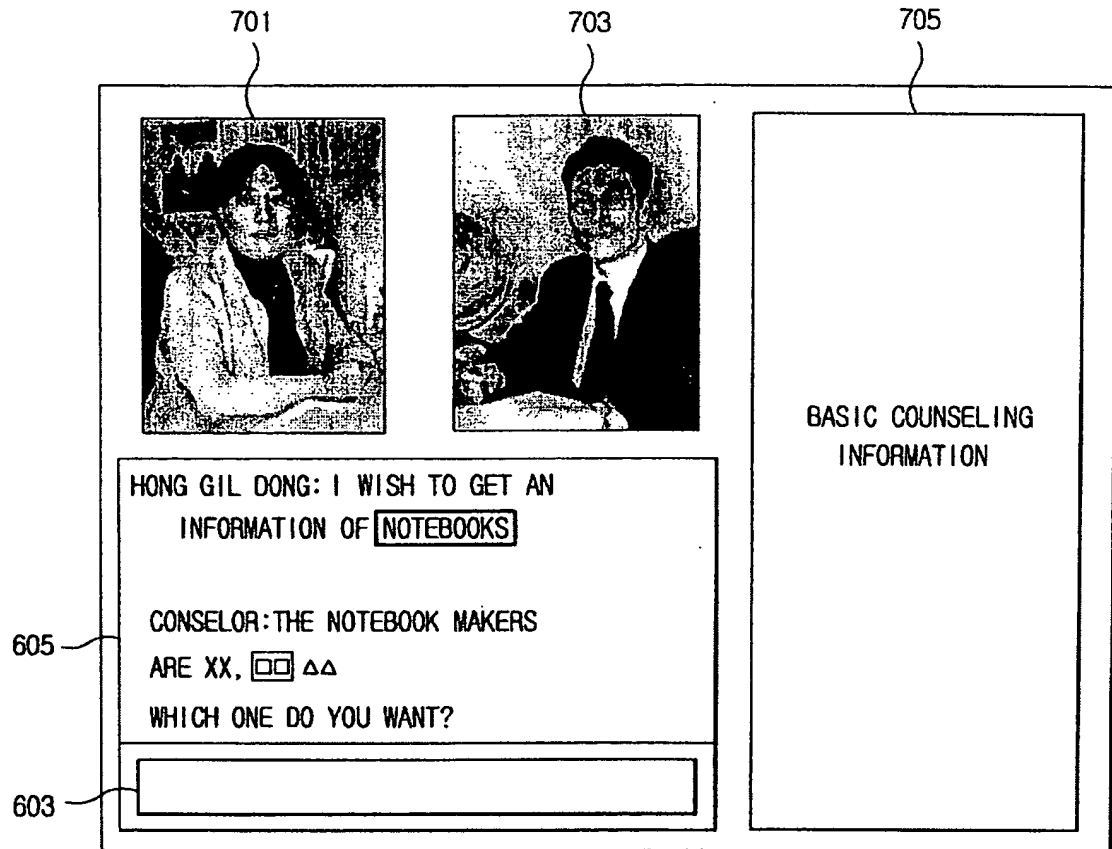 701
703
705
BASIC COUNSELING
INFORMATION
HONG GIL DONG: I WISH TO GET AN
INFORMATION OF NOTEBOOKS
605
CONSELOR:THE NOTEBOOK MAKERS
ARE XX, □□ △△
WHICH ONE DO YOU WANT?
603